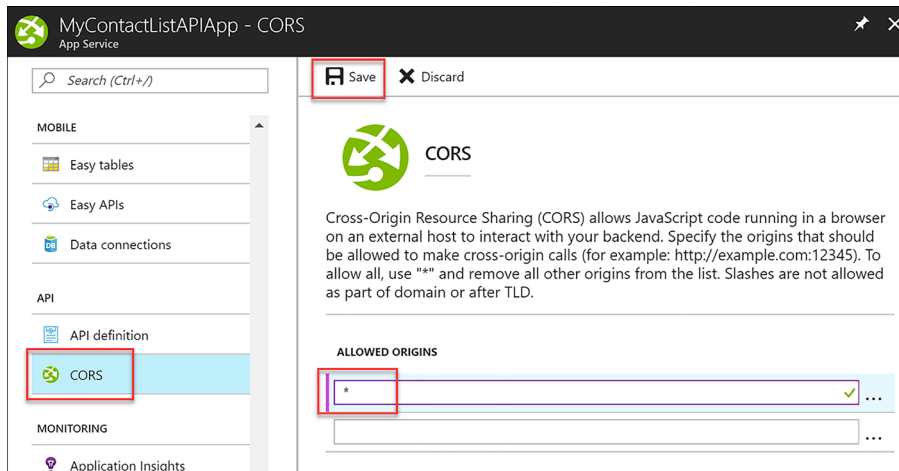 MyContactListAPIApp - CORS
App Service
Search (Ctrl+/)
MOBILE
Easy tables
Easy APIs
Data connections
API
API definition
CORS
MONITORING
Application Insights
Save
Discard
CORS
Cross-Origin Resource Sharing (CORS) allows JavaScript code running in a browser
on an external host to interact with your backend. Specify the origins that should
be allowed to make cross-origin calls (for example: http://example.com:12345). To
allow all, use "*" and remove all other origins from the list. Slashes are not allowed
as part of domain or after TLD.
ALLOWED ORIGINS
*
...
...